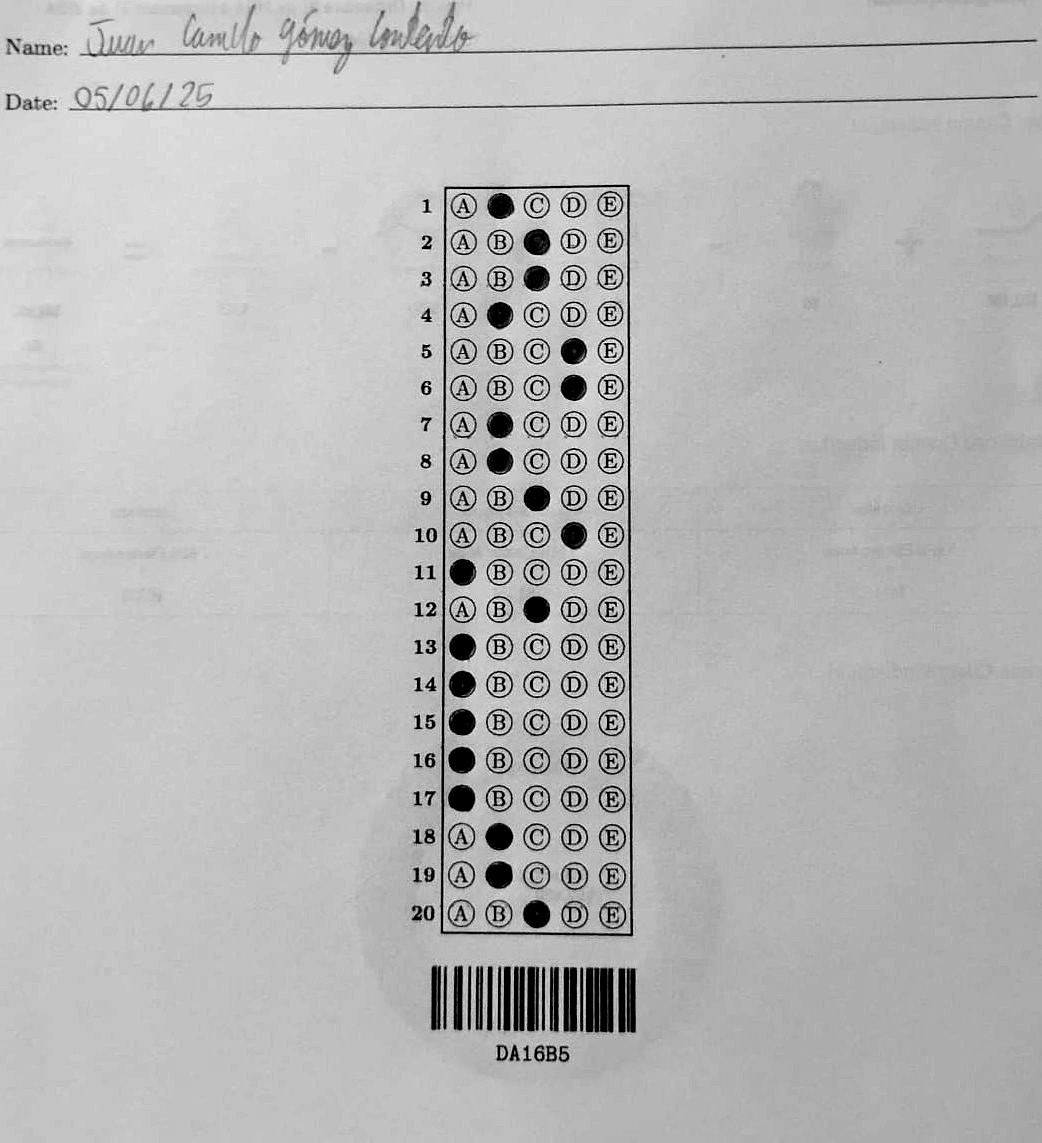 Name: Juan Camilo Gómez
Date: 05/06/25
1 A C D E
2 A B D E
3 A B D E
4 A C D E
5 A B C E
6 A B C E
7 A C D E
8 A C D E
9 A B D E
10 A B C E
11 B C D E
12 A B D E
13 B C D E
14 B C D E
15 B C D E
16 B C D E
17 B C D E
18 A C D E
19 A C D E
20 A B D E
DA16B5